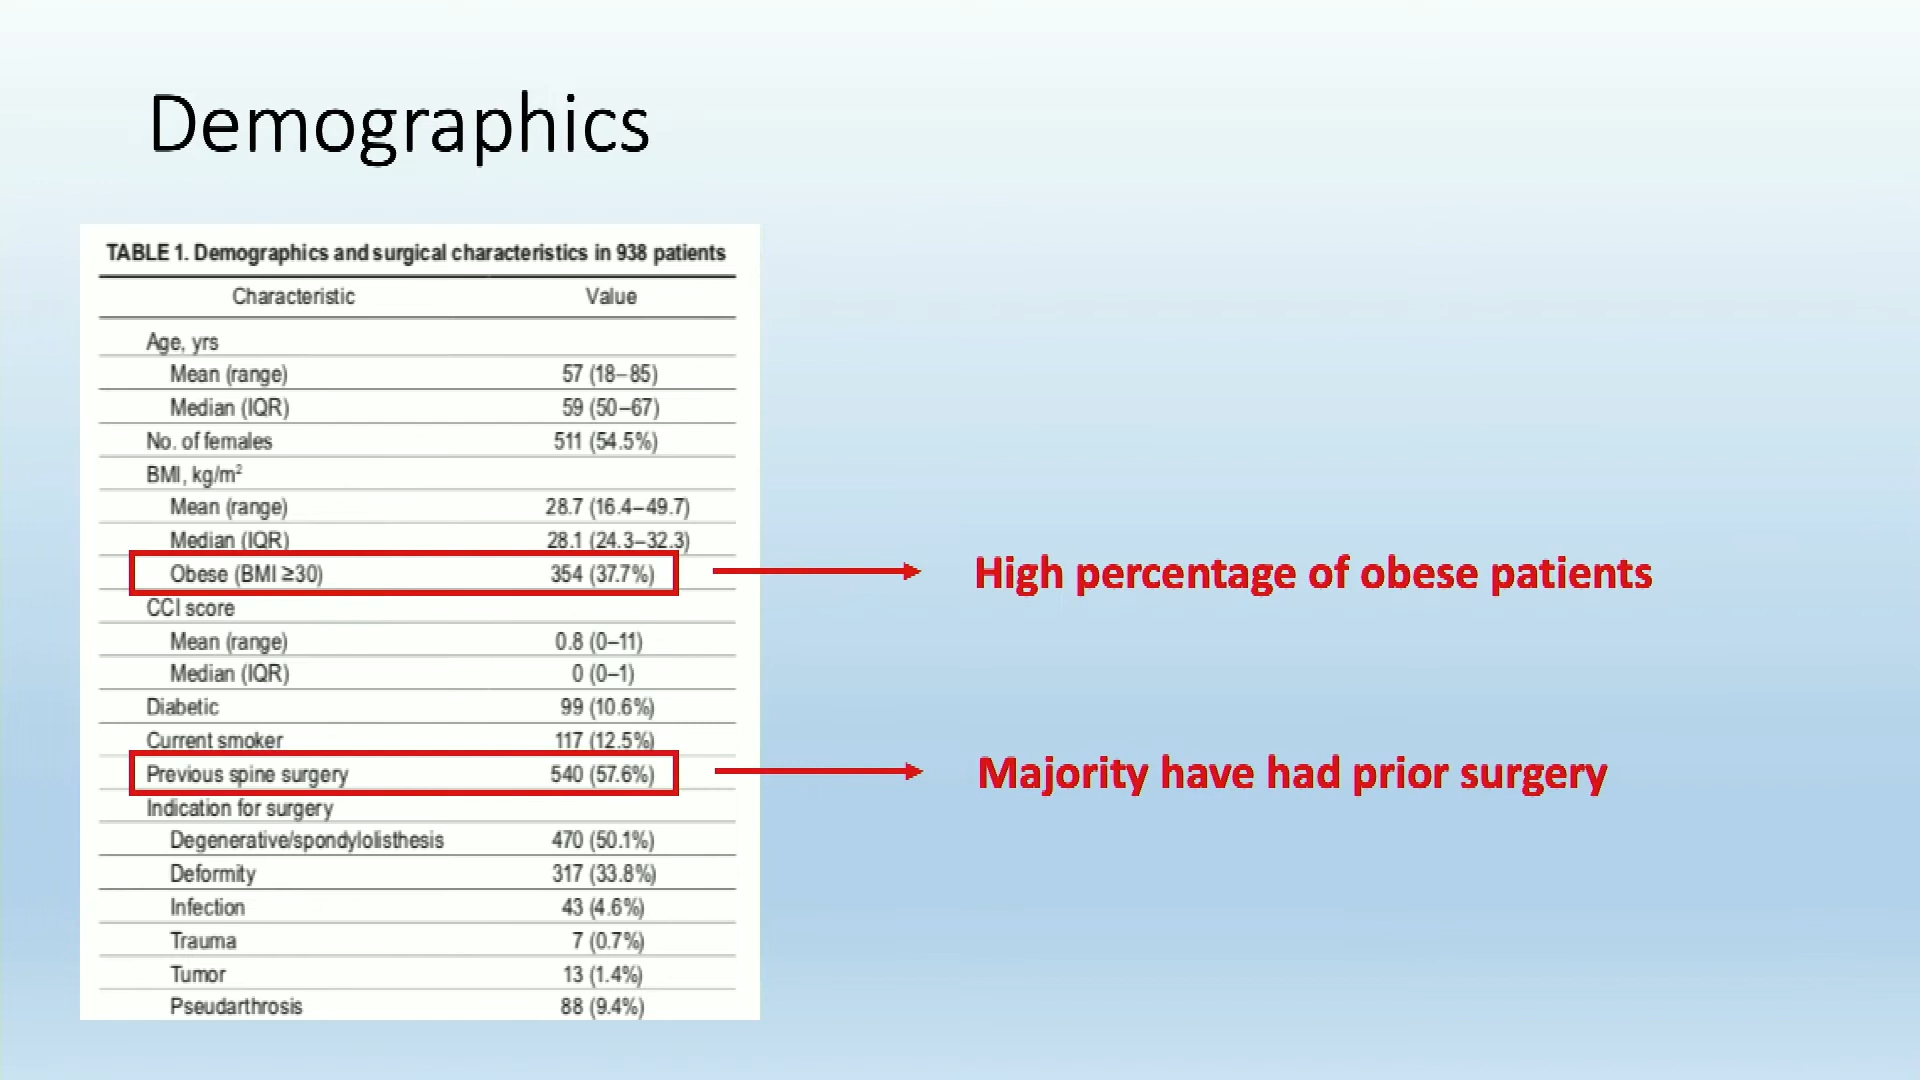 Demographics
TABLE 1. Demographics and surgical characteristics in 938 patients
Characteristic Value
Age, yrs
Mean (range) 57 (18–85)
Median (IQR) 59 (50–67)
No. of females 511 (54.5%)
BMI, kg/m²
Mean (range) 28.7 (16.4–49.7)
Median (IQR) 28.1 (24.3–32.3)
Obese (BMI ≥30) 354 (37.7%) High percentage of obese patients
CCI score
Mean (range) 0.8 (0–11)
Median (IQR) 0 (0–1)
Diabetic 99 (10.6%)
Current smoker 117 (12.5%)
Previous spine surgery 540 (57.6%) Majority have had prior surgery
Indication for surgery
Degenerative/spondylolisthesis 470 (50.1%)
Deformity 317 (33.8%)
Infection 43 (4.6%)
Trauma 7 (0.7%)
Tumor 13 (1.4%)
Pseudarthrosis 88 (9.4%)